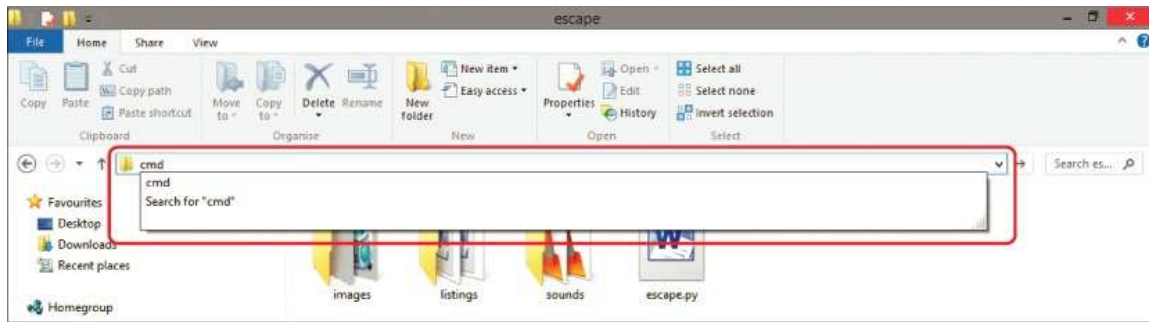 escape
File Home Share View
Copy
Paste
Cut
Copy path
Paste shortcut
Clipboard
Move to
Copy to
Delete
Rename
Organise
New folder
New item
Easy access
New
Properties
Open
Edit
History
Open
Select all
Select none
Invert selection
Select
cmd
Search es...
cmd
Search for "cmd"
Favourites
Desktop
Downloads
Recent places
Homegroup
images
listings
sounds
escape.py